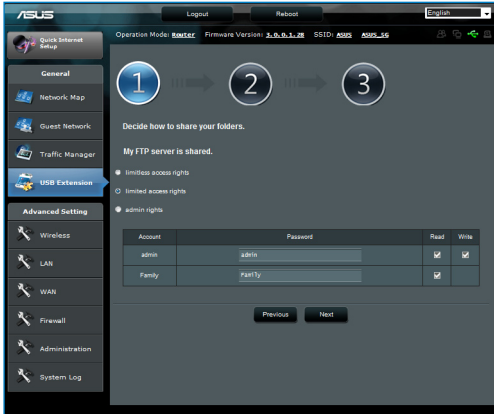 ASUS
Logout
Reboot
English
Quick Internet
Setup
Operation Mode: Router Firmware Version: 3.0.0.1.28 SSID: ASUS ASUS_5G
General
Network Map
Guest Network
Traffic Manager
USB Extension
Advanced Setting
Wireless
LAN
WAN
Firewall
Administration
System Log
1
2
3
Decide how to share your folders.
My FTP server is shared.
limitless access rights
limited access rights
admin rights
Account Password Read Write
admin admin
Family Family
Previous Next